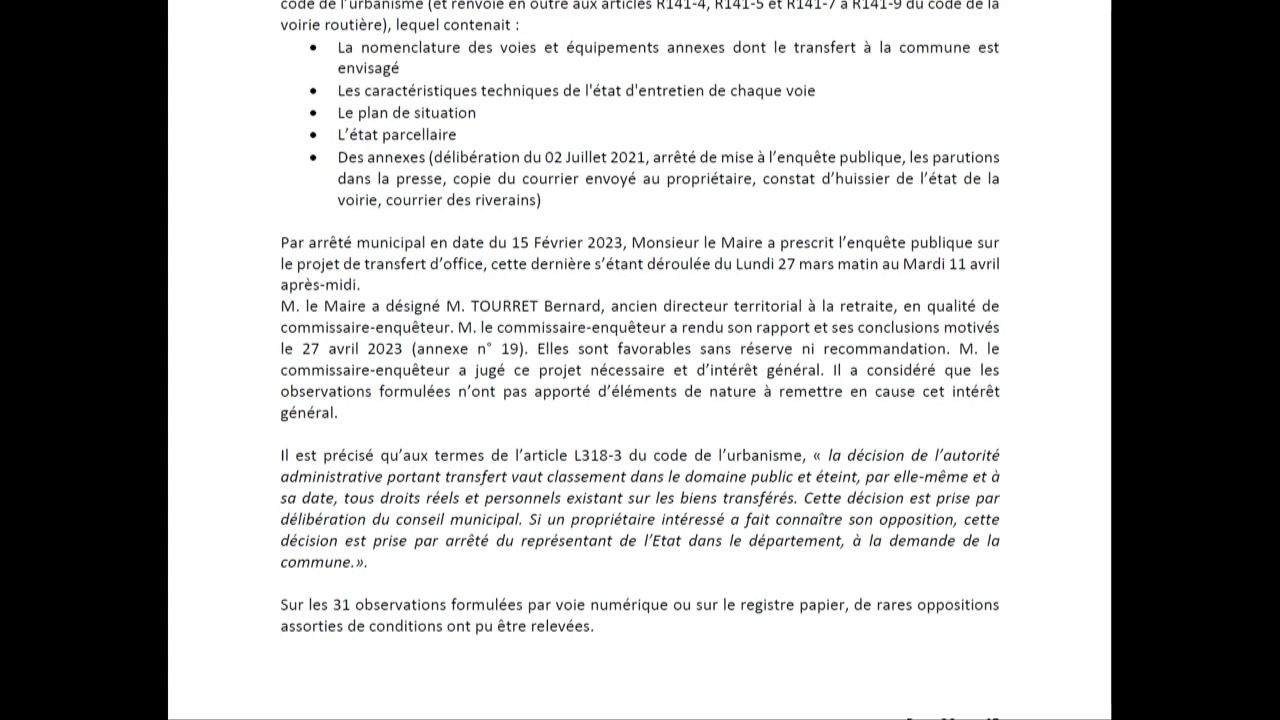 code de l'urbanisme (et renvoie en outre aux articles R141-4, R141-5 et R141-7 à R141-9 du code de la
voirie routière), lequel contenait :
• La nomenclature des voies et équipements annexes dont le transfert à la commune est
envisagé
• Les caractéristiques techniques de l'état d'entretien de chaque voie
• Le plan de situation
• L'état parcellaire
• Des annexes (délibération du 02 Juillet 2021, arrêté de mise à l'enquête publique, les parutions
dans la presse, copie du courrier envoyé au propriétaire, constat d'huissier de l'état de la
voirie, courrier des riverains)
Par arrêté municipal en date du 15 Février 2023, Monsieur le Maire a prescrit l'enquête publique sur
le projet de transfert d'office, cette dernière s'étant déroulée du Lundi 27 mars matin au Mardi 11 avril
après-midi.
M. le Maire a désigné M. TOURRET Bernard, ancien directeur territorial à la retraite, en qualité de
commissaire-enquêteur. M. le commissaire-enquêteur a rendu son rapport et ses conclusions motivés
le 27 avril 2023 (annexe n° 19). Elles sont favorables sans réserve ni recommandation. M. le
commissaire-enquêteur a jugé ce projet nécessaire et d'intérêt général. Il a considéré que les
observations formulées n'ont pas apporté d'éléments de nature à remettre en cause cet intérêt
général.
Il est précisé qu'aux termes de l'article L318-3 du code de l'urbanisme, « la décision de l'autorité
administrative portant transfert vaut classement dans le domaine public et éteint, par elle-même et à
sa date, tous droits réels et personnels existant sur les biens transférés. Cette décision est prise par
délibération du conseil municipal. Si un propriétaire intéressé a fait connaître son opposition, cette
décision est prise par arrêté du représentant de l'Etat dans le département, à la demande de la
commune.».
Sur les 31 observations formulées par voie numérique ou sur le registre papier, de rares oppositions
assorties de conditions ont pu être relevées.